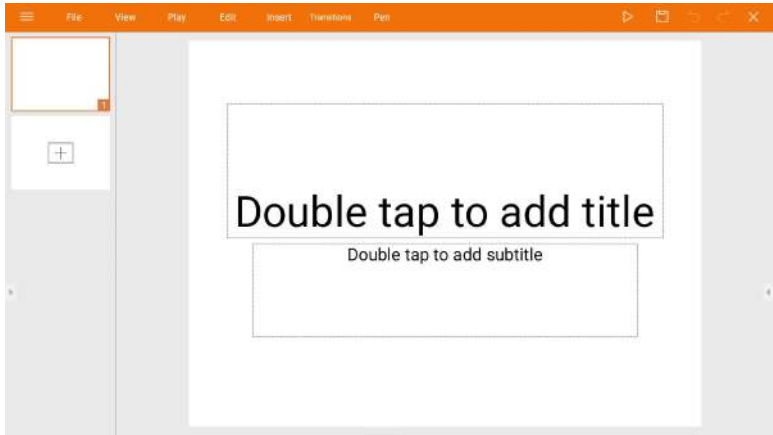 File View Play Edit Insert Transitions Pen
1
Double tap to add title
Double tap to add subtitle